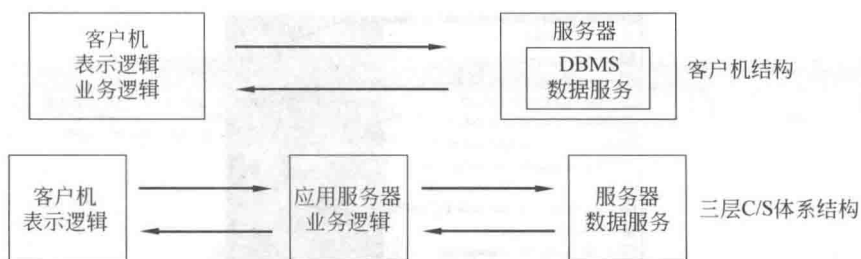 客户机
表示逻辑
业务逻辑
服务器
DBMS
数据服务
客户机结构
客户机
表示逻辑
应用服务器
业务逻辑
服务器
数据服务
三层C/S体系结构